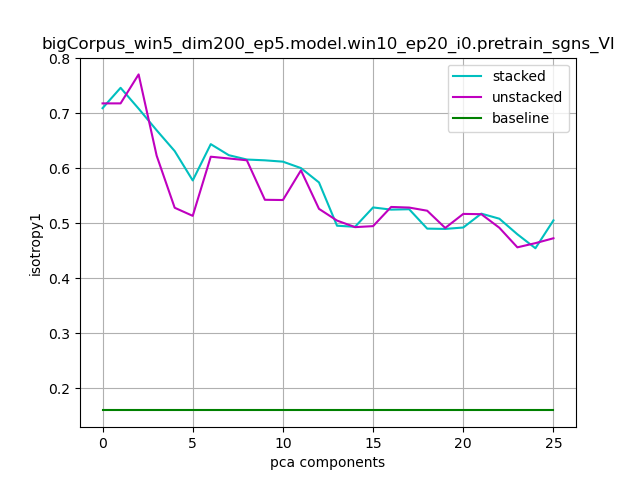 bigCorpus_win5_dim200_ep5.model.win10_ep20_i0.pretrain_sgns_VI
0.8
0.7
0.6
0.5
0.4
0.3
0.2
isotropy1
stacked
unstacked
baseline
0 5 10 15 20 25
pca components